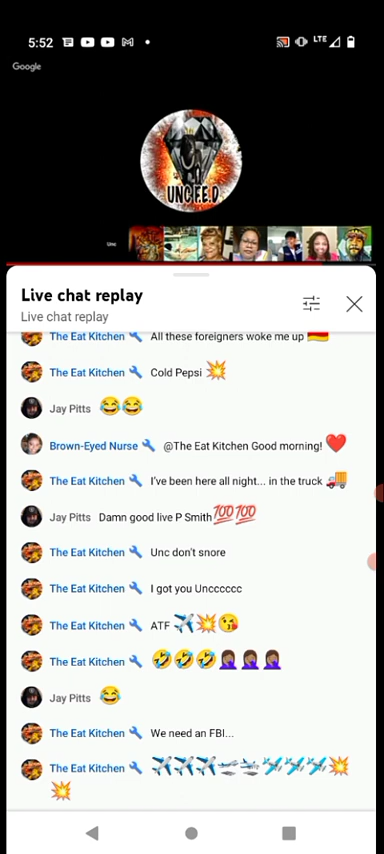 5:52
LTE
Google
UNC F.E.D
Unc
Live chat replay
Live chat replay
The Eat Kitchen All these foreigners woke me up
The Eat Kitchen Cold Pepsi 💥
Jay Pitts 😂😂
Brown-Eyed Nurse @The Eat Kitchen Good morning! ❤️
The Eat Kitchen I've been here all night... in the truck 🚚
Jay Pitts Damn good live P Smith 💯💯
The Eat Kitchen Unc don't snore
The Eat Kitchen I got you Uncccccc
The Eat Kitchen ATF ✈️💥😘
The Eat Kitchen 🤣🤣🤣🤦🏽‍♀️🤦🏽‍♀️🤦🏽‍♀️
Jay Pitts 😂
The Eat Kitchen We need an FBI...
The Eat Kitchen ✈️✈️✈️🛫🛫🛩️🛩️🛩️💥
💥